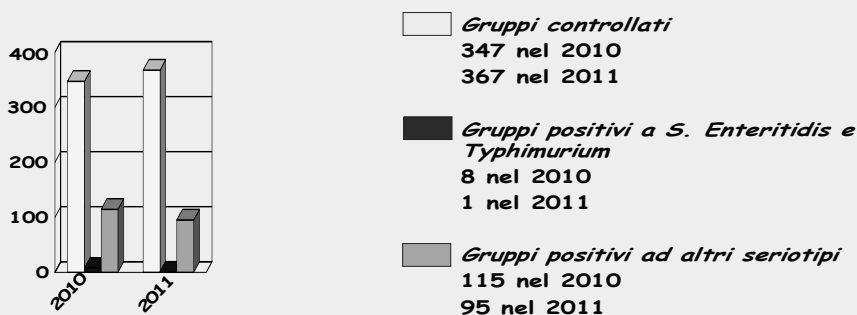 400
300
200
100
0
2010
2011
Gruppi controllati
347 nel 2010
367 nel 2011
Gruppi positivi a S. Enteritidis e
Typhimurium
8 nel 2010
1 nel 2011
Gruppi positivi ad altri seriotipi
115 nel 2010
95 nel 2011